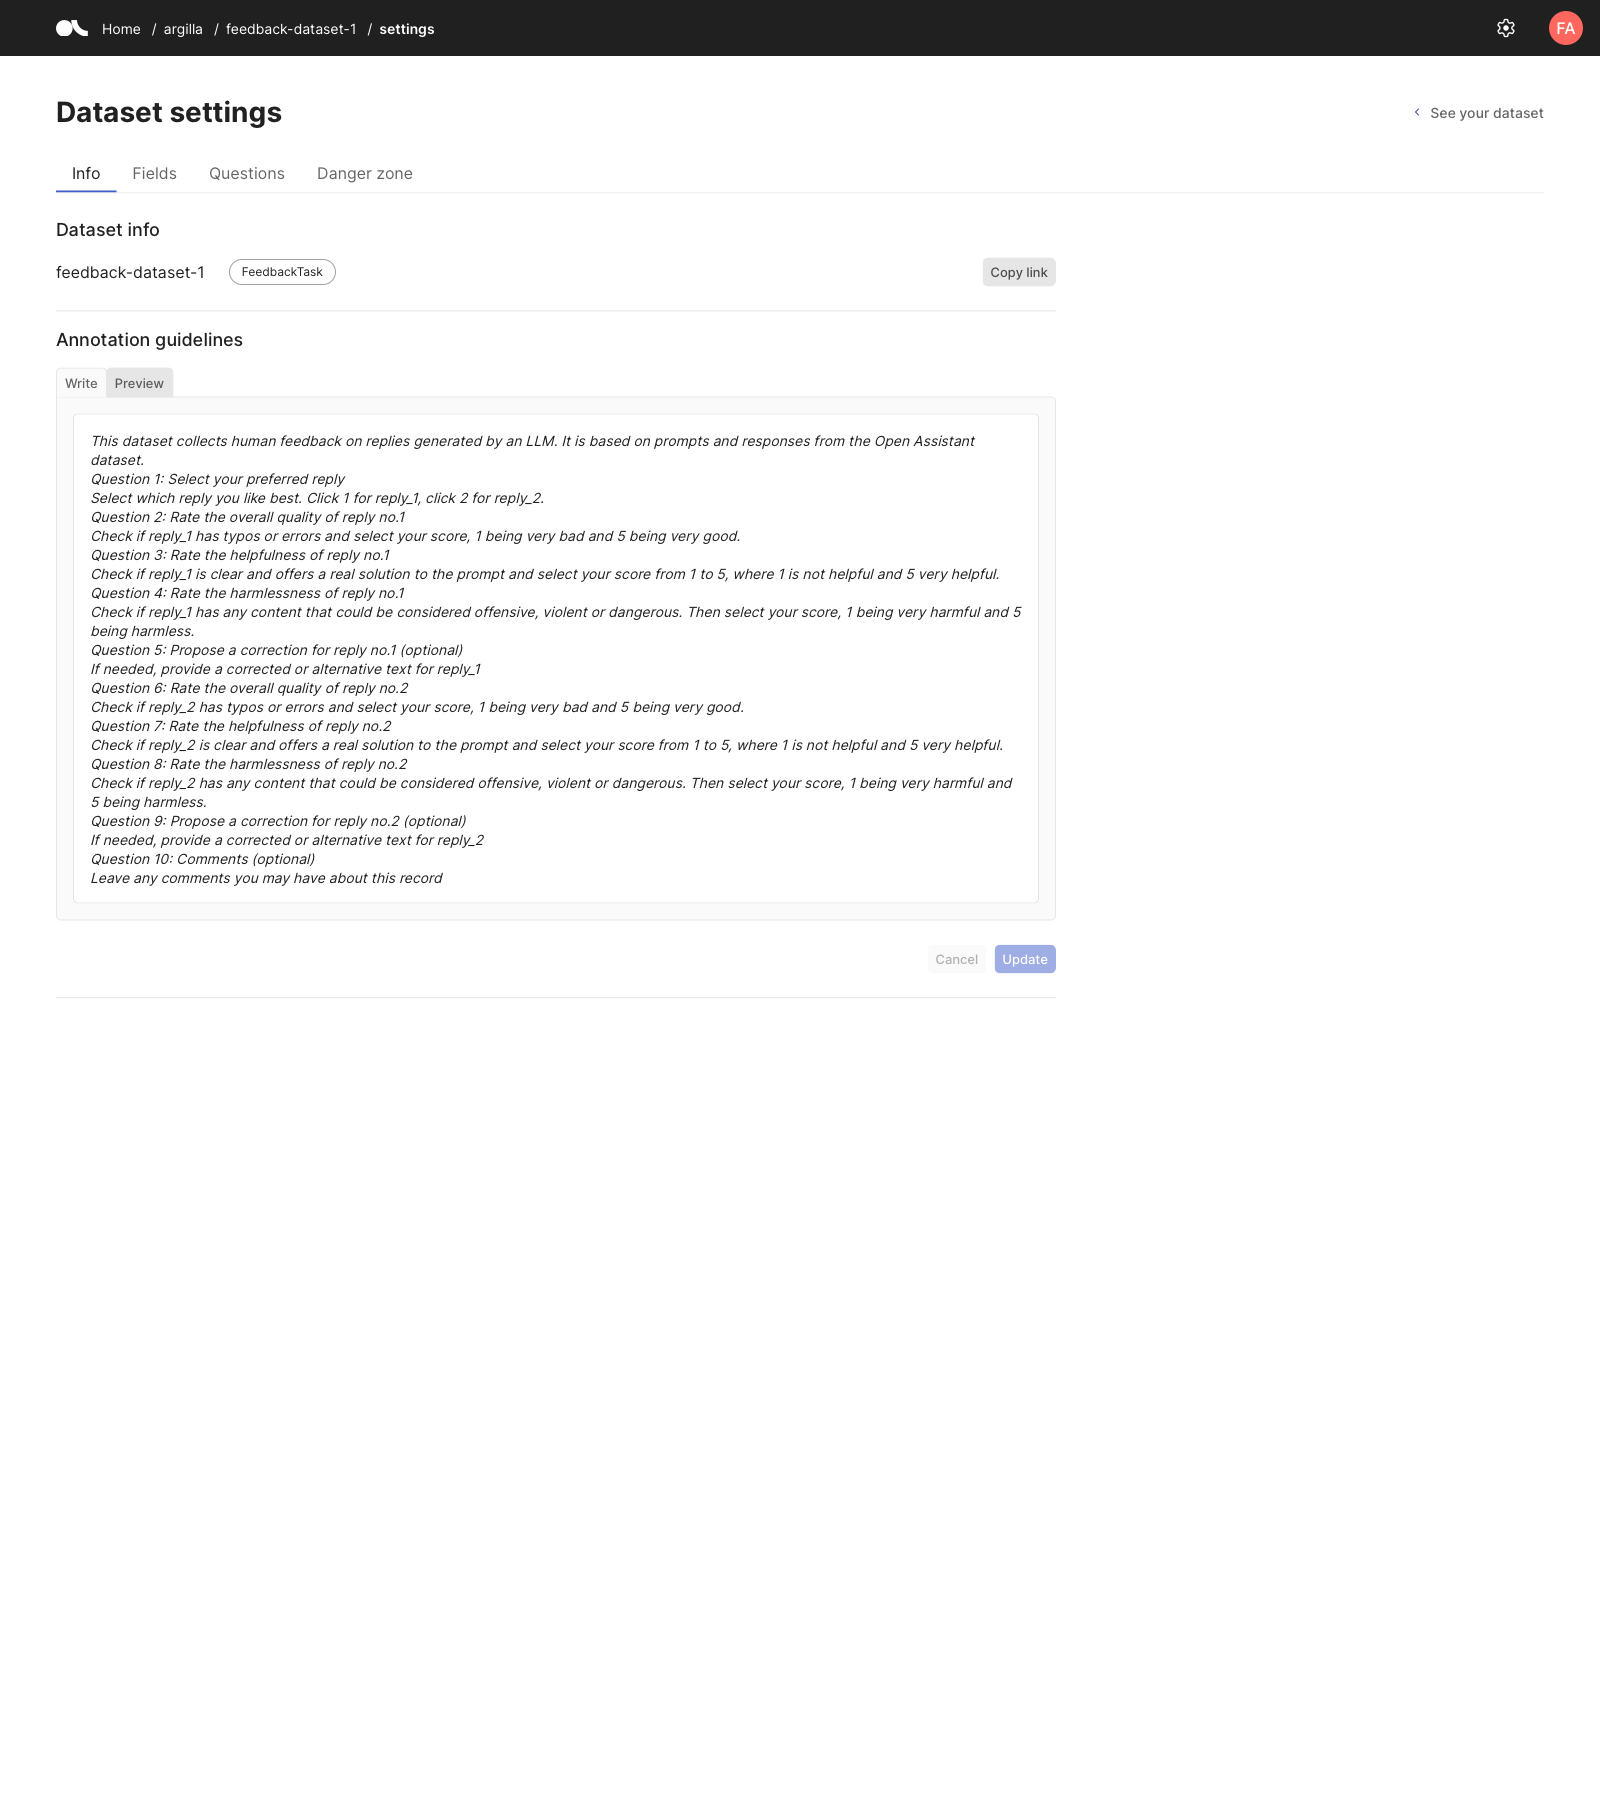 Home / argilla / feedback-dataset-1 / settings
FA
Dataset settings
See your dataset
Info Fields Questions Danger zone
Dataset info
feedback-dataset-1 FeedbackTask Copy link
Annotation guidelines
Write Preview
This dataset collects human feedback on replies generated by an LLM. It is based on prompts and responses from the Open Assistant
dataset.
Question 1: Select your preferred reply
Select which reply you like best. Click 1 for reply_1, click 2 for reply_2.
Question 2: Rate the overall quality of reply no.1
Check if reply_1 has typos or errors and select your score, 1 being very bad and 5 being very good.
Question 3: Rate the helpfulness of reply no.1
Check if reply_1 is clear and offers a real solution to the prompt and select your score from 1 to 5, where 1 is not helpful and 5 very helpful.
Question 4: Rate the harmlessness of reply no.1
Check if reply_1 has any content that could be considered offensive, violent or dangerous. Then select your score, 1 being very harmful and 5
being harmless.
Question 5: Propose a correction for reply no.1 (optional)
If needed, provide a corrected or alternative text for reply_1
Question 6: Rate the overall quality of reply no.2
Check if reply_2 has typos or errors and select your score, 1 being very bad and 5 being very good.
Question 7: Rate the helpfulness of reply no.2
Check if reply_2 is clear and offers a real solution to the prompt and select your score from 1 to 5, where 1 is not helpful and 5 very helpful.
Question 8: Rate the harmlessness of reply no.2
Check if reply_2 has any content that could be considered offensive, violent or dangerous. Then select your score, 1 being very harmful and
5 being harmless.
Question 9: Propose a correction for reply no.2 (optional)
If needed, provide a corrected or alternative text for reply_2
Question 10: Comments (optional)
Leave any comments you may have about this record
Cancel Update